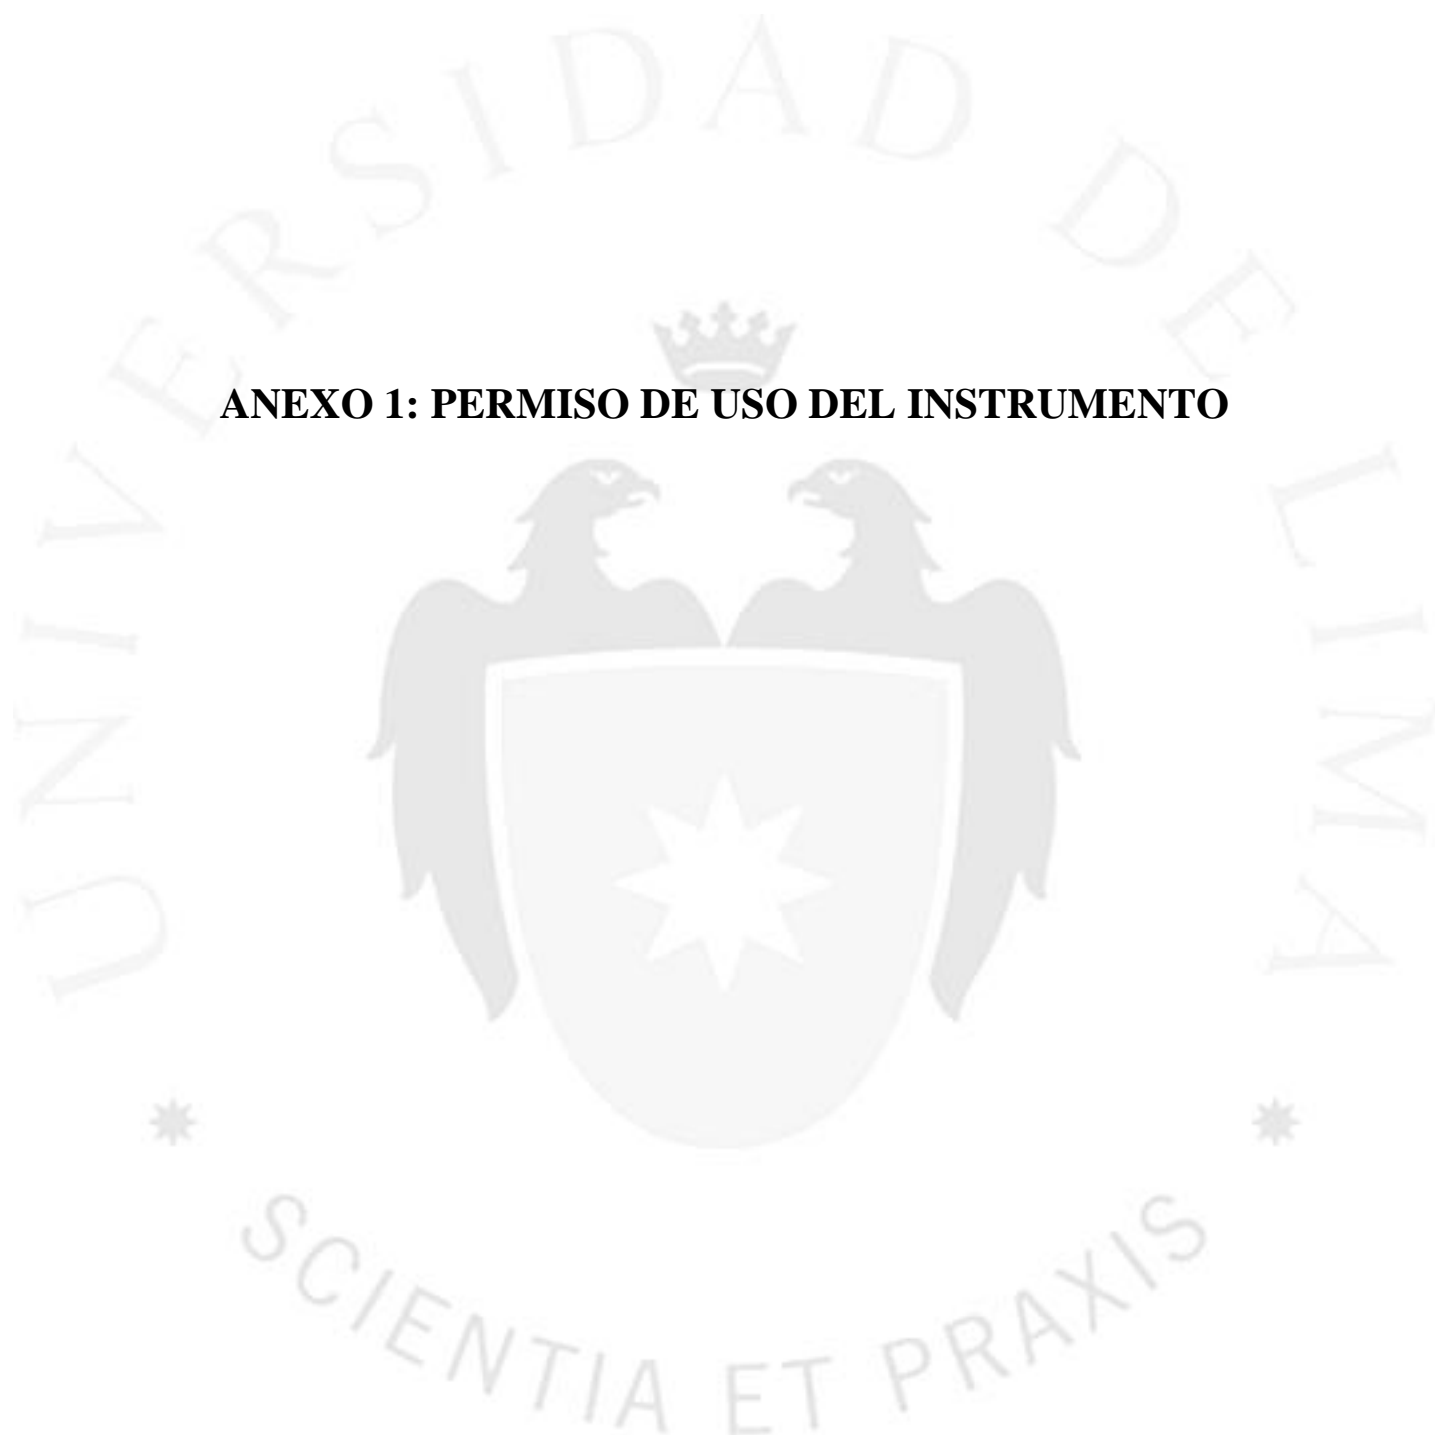 UNIVERSIDAD DE LIMA
ANEXO 1: PERMISO DE USO DEL INSTRUMENTO
SCIENTIA ET PRAXIS